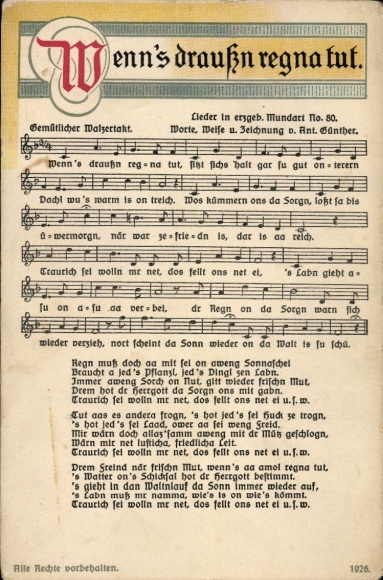 Wenn's draußn regna tut.
Lieder in erzgeb. Mundart No. 80.
Gemütlicher Walzertakt. Worte, Weise u. Zeichnung v. Ant. Günther.
Wenn's draußn reg-na tut, sitzt sichs halt gar su gut on-terern
Dachl wu's warm is on treich. Wos kümmern ons da Sorgn, loßt sa bis
ü-wermorgn, när war ze-frie-dn is, dar is aa reich.
Traurich sei wolln mr net, dos fellt ons net ei, 's Labn gieht a-
su on a-su aa ver-bei, dr Regn on da Sorgn warn sich
wieder verzieh, nort scheint da Sonn wieder on da Walt is su schü.
Regn muß doch aa mit sei on aweng Sonnaschei
Braucht a jed's Pflanzl, jed's Dingl zen Labn.
Immer aweng Sorch on Nut, gitt wieder frischn Mut,
Drem hot dr Herrgott da Sorgn ons mit gabn.
Traurich sei wolln mr net, dos fellt ons net ei u.s.w.
Tut aas es andera frogn, 's hot jed's sei Huck ze trogn,
's hot jed's sei Laad, ower aa sei weng Freid.
Mir wärn doch allaz'samm aweng mit dr Mütz geschlogn,
Wärn mir net lusticha, friedlicha Leit.
Traurich sei wolln mr net, dos fellt ons net ei u.s.w.
Drem Freind när frischn Mut, wenn's aa amol regna tut,
's Watter on's Schicksol hot dr Herrgott bestimmt.
's gieht in dan Waltnlauf da Sonn immer wieder auf,
's Labn muß mr namma, wie's is on wie's kömmt.
Traurich sei wolln mr net, dos fellt ons net ei u.s.w.
Alle Rechte vorbehalten. 1926.